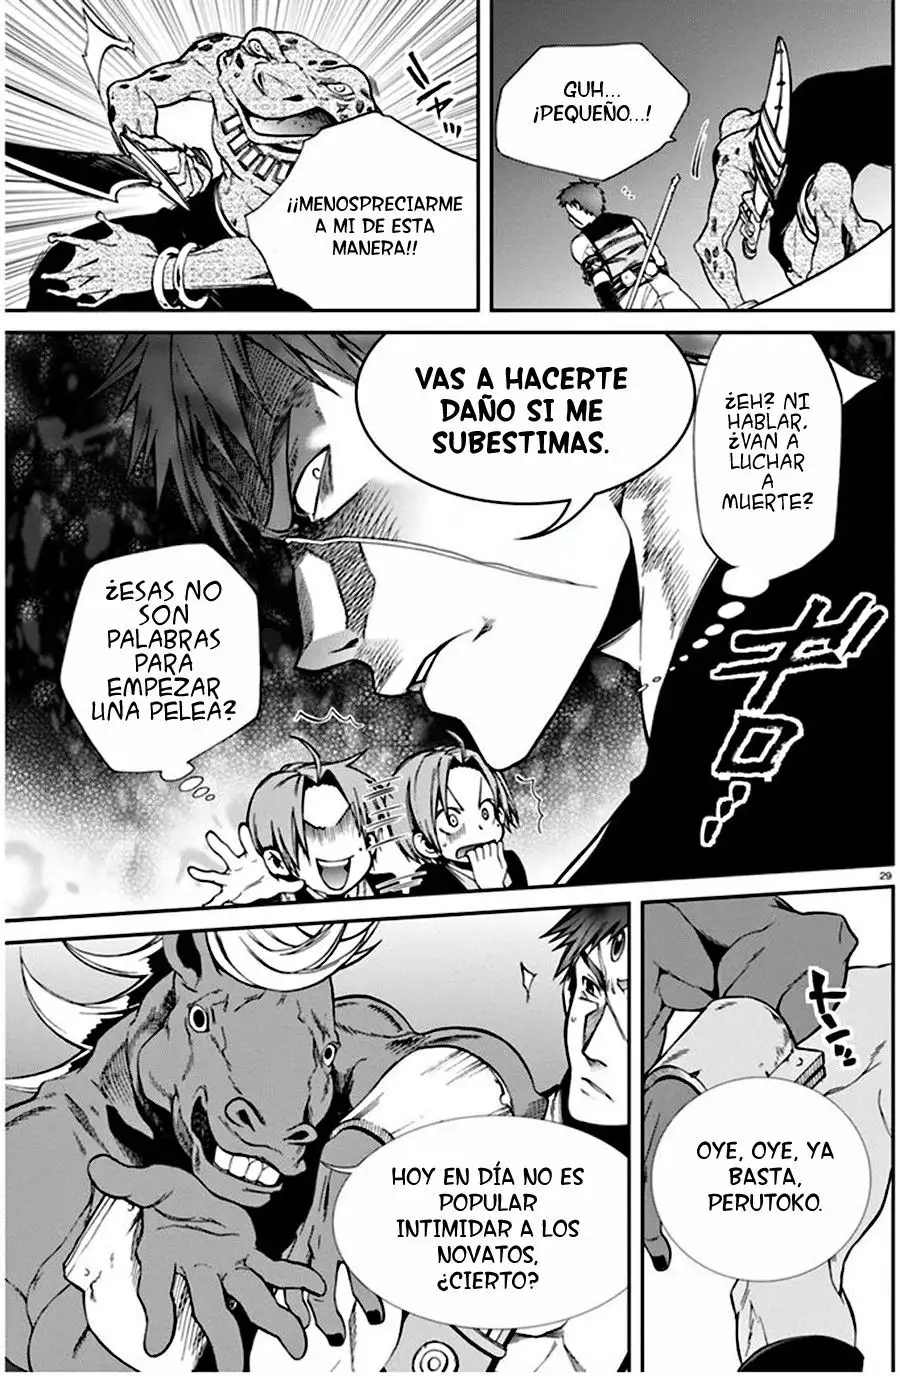 GUH...
¡PEQUEÑO...!
¡¡MENOSPRECIARME
A MI DE ESTA
MANERA!!
¿EH? NI
HABLAR,
¿VAN A
LUCHAR
A
MUERTE?
VAS A HACERTE
DAÑO SI ME
SUBESTIMAS.
¿ESAS NO
SON
PALABRAS
PARA
EMPEZAR
UNA PELEA?
ギロ
29
OYE, OYE, YA
BASTA,
PERUTOKO.
HOY EN DÍA NO ES
POPULAR
INTIMIDAR A LOS
NOVATOS,
¿CIERTO?